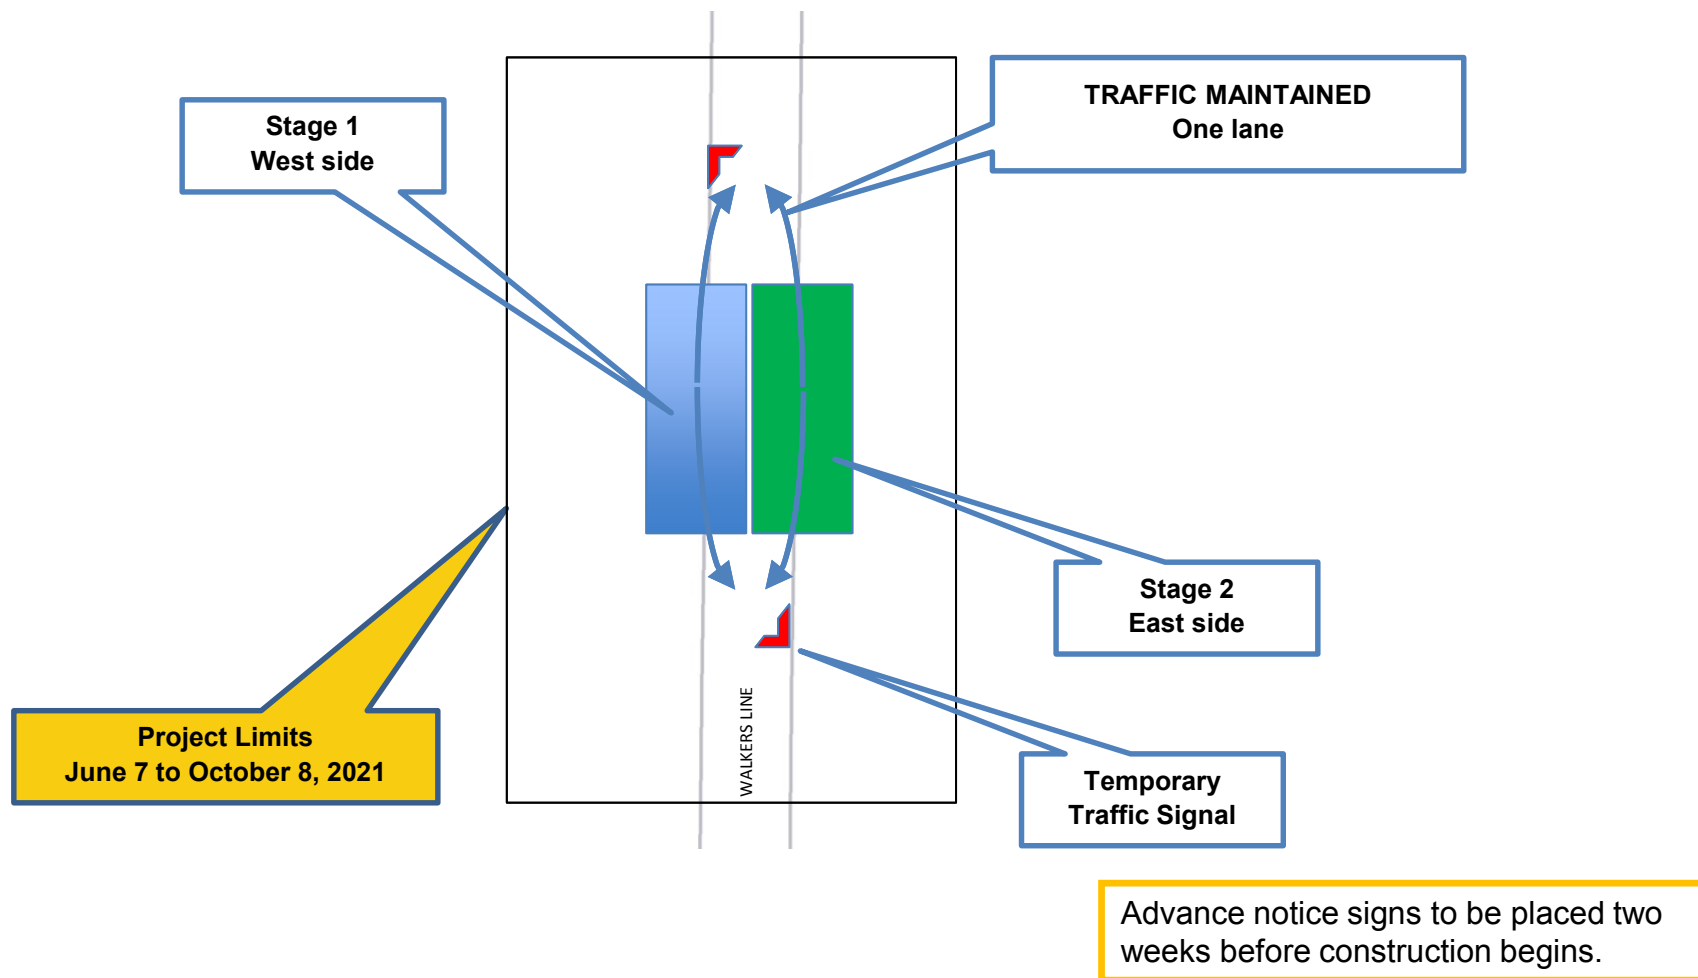 TRAFFIC MAINTAINED
One lane
Stage 1
West side
Stage 2
East side
Project Limits
June 7 to October 8, 2021
WALKERS LINE
Temporary
Traffic Signal
Advance notice signs to be placed two
weeks before construction begins.